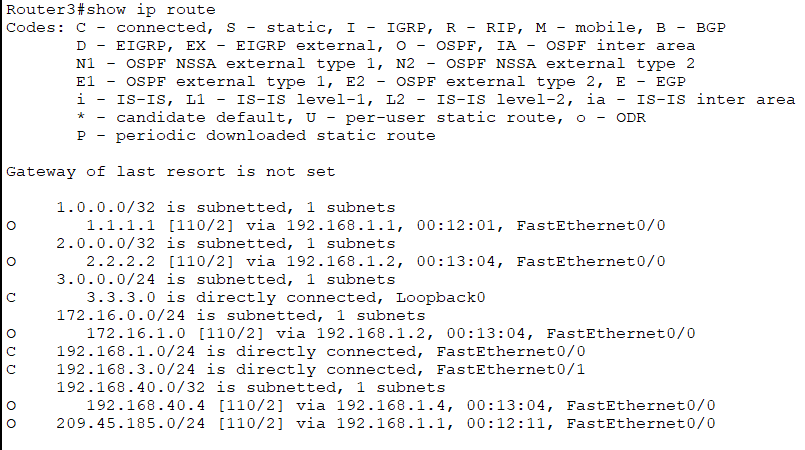 Router3#show ip route
Codes: C - connected, S - static, I - IGRP, R - RIP, M - mobile, B - BGP
       D - EIGRP, EX - EIGRP external, O - OSPF, IA - OSPF inter area
       N1 - OSPF NSSA external type 1, N2 - OSPF NSSA external type 2
       E1 - OSPF external type 1, E2 - OSPF external type 2, E - EGP
       i - IS-IS, L1 - IS-IS level-1, L2 - IS-IS level-2, ia - IS-IS inter area
       * - candidate default, U - per-user static route, o - ODR
       P - periodic downloaded static route

Gateway of last resort is not set

     1.0.0.0/32 is subnetted, 1 subnets
O       1.1.1.1 [110/2] via 192.168.1.1, 00:12:01, FastEthernet0/0
     2.0.0.0/32 is subnetted, 1 subnets
O       2.2.2.2 [110/2] via 192.168.1.2, 00:13:04, FastEthernet0/0
     3.0.0.0/24 is subnetted, 1 subnets
C       3.3.3.0 is directly connected, Loopback0
     172.16.0.0/24 is subnetted, 1 subnets
O       172.16.1.0 [110/2] via 192.168.1.2, 00:13:04, FastEthernet0/0
C    192.168.1.0/24 is directly connected, FastEthernet0/0
C    192.168.3.0/24 is directly connected, FastEthernet0/1
     192.168.40.0/32 is subnetted, 1 subnets
O       192.168.40.4 [110/2] via 192.168.1.4, 00:13:04, FastEthernet0/0
O    209.45.185.0/24 [110/2] via 192.168.1.1, 00:12:11, FastEthernet0/0